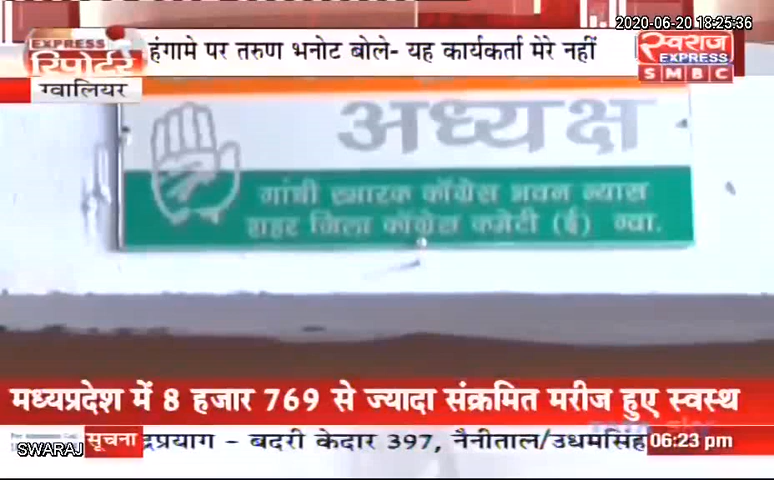 2020-06-20 18:25:36
EXPRESS
रिपोर्टर
हंगामे पर तरुण भनोट बोले- यह कार्यकर्ता मेरे नहीं
स्वराज
EXPRESS
SMBC
ग्वालियर
अध्यक्ष
गांधी स्मारक काँग्रेस भवन न्यास
शहर जिला काँग्रेस कमेटी (ई) ग्वा.
मध्यप्रदेश में 8 हजार 769 से ज्यादा संक्रमित मरीज हुए स्वस्थ
SWARAJ
सूचना
द्रप्रयाग - बदरी केदार 397, नैनीताल/उधमसिंह
06:23 pm